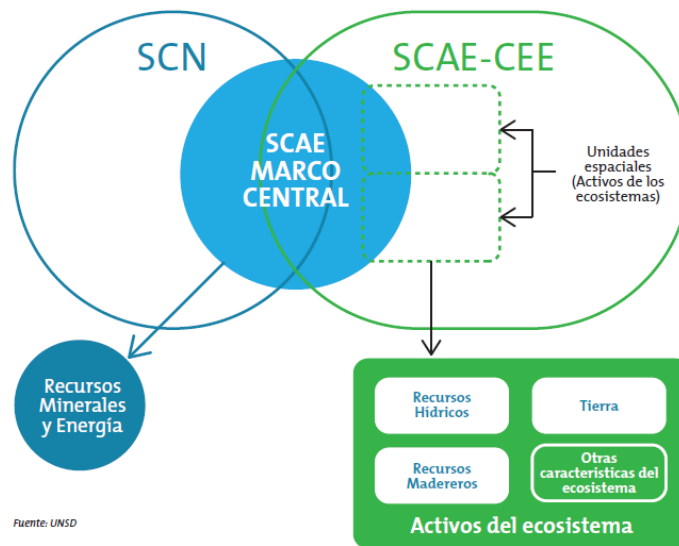 SCN
SCAE-CEE
SCAE
MARCO
CENTRAL
Unidades
espaciales
(Activos de los
ecosistemas)
Recursos
Minerales
y Energía
Recursos
Hídricos
Tierra
Recursos
Madereros
Otras
caracteristicas del
ecosistema
Activos del ecosistema
Fuente: UNSD